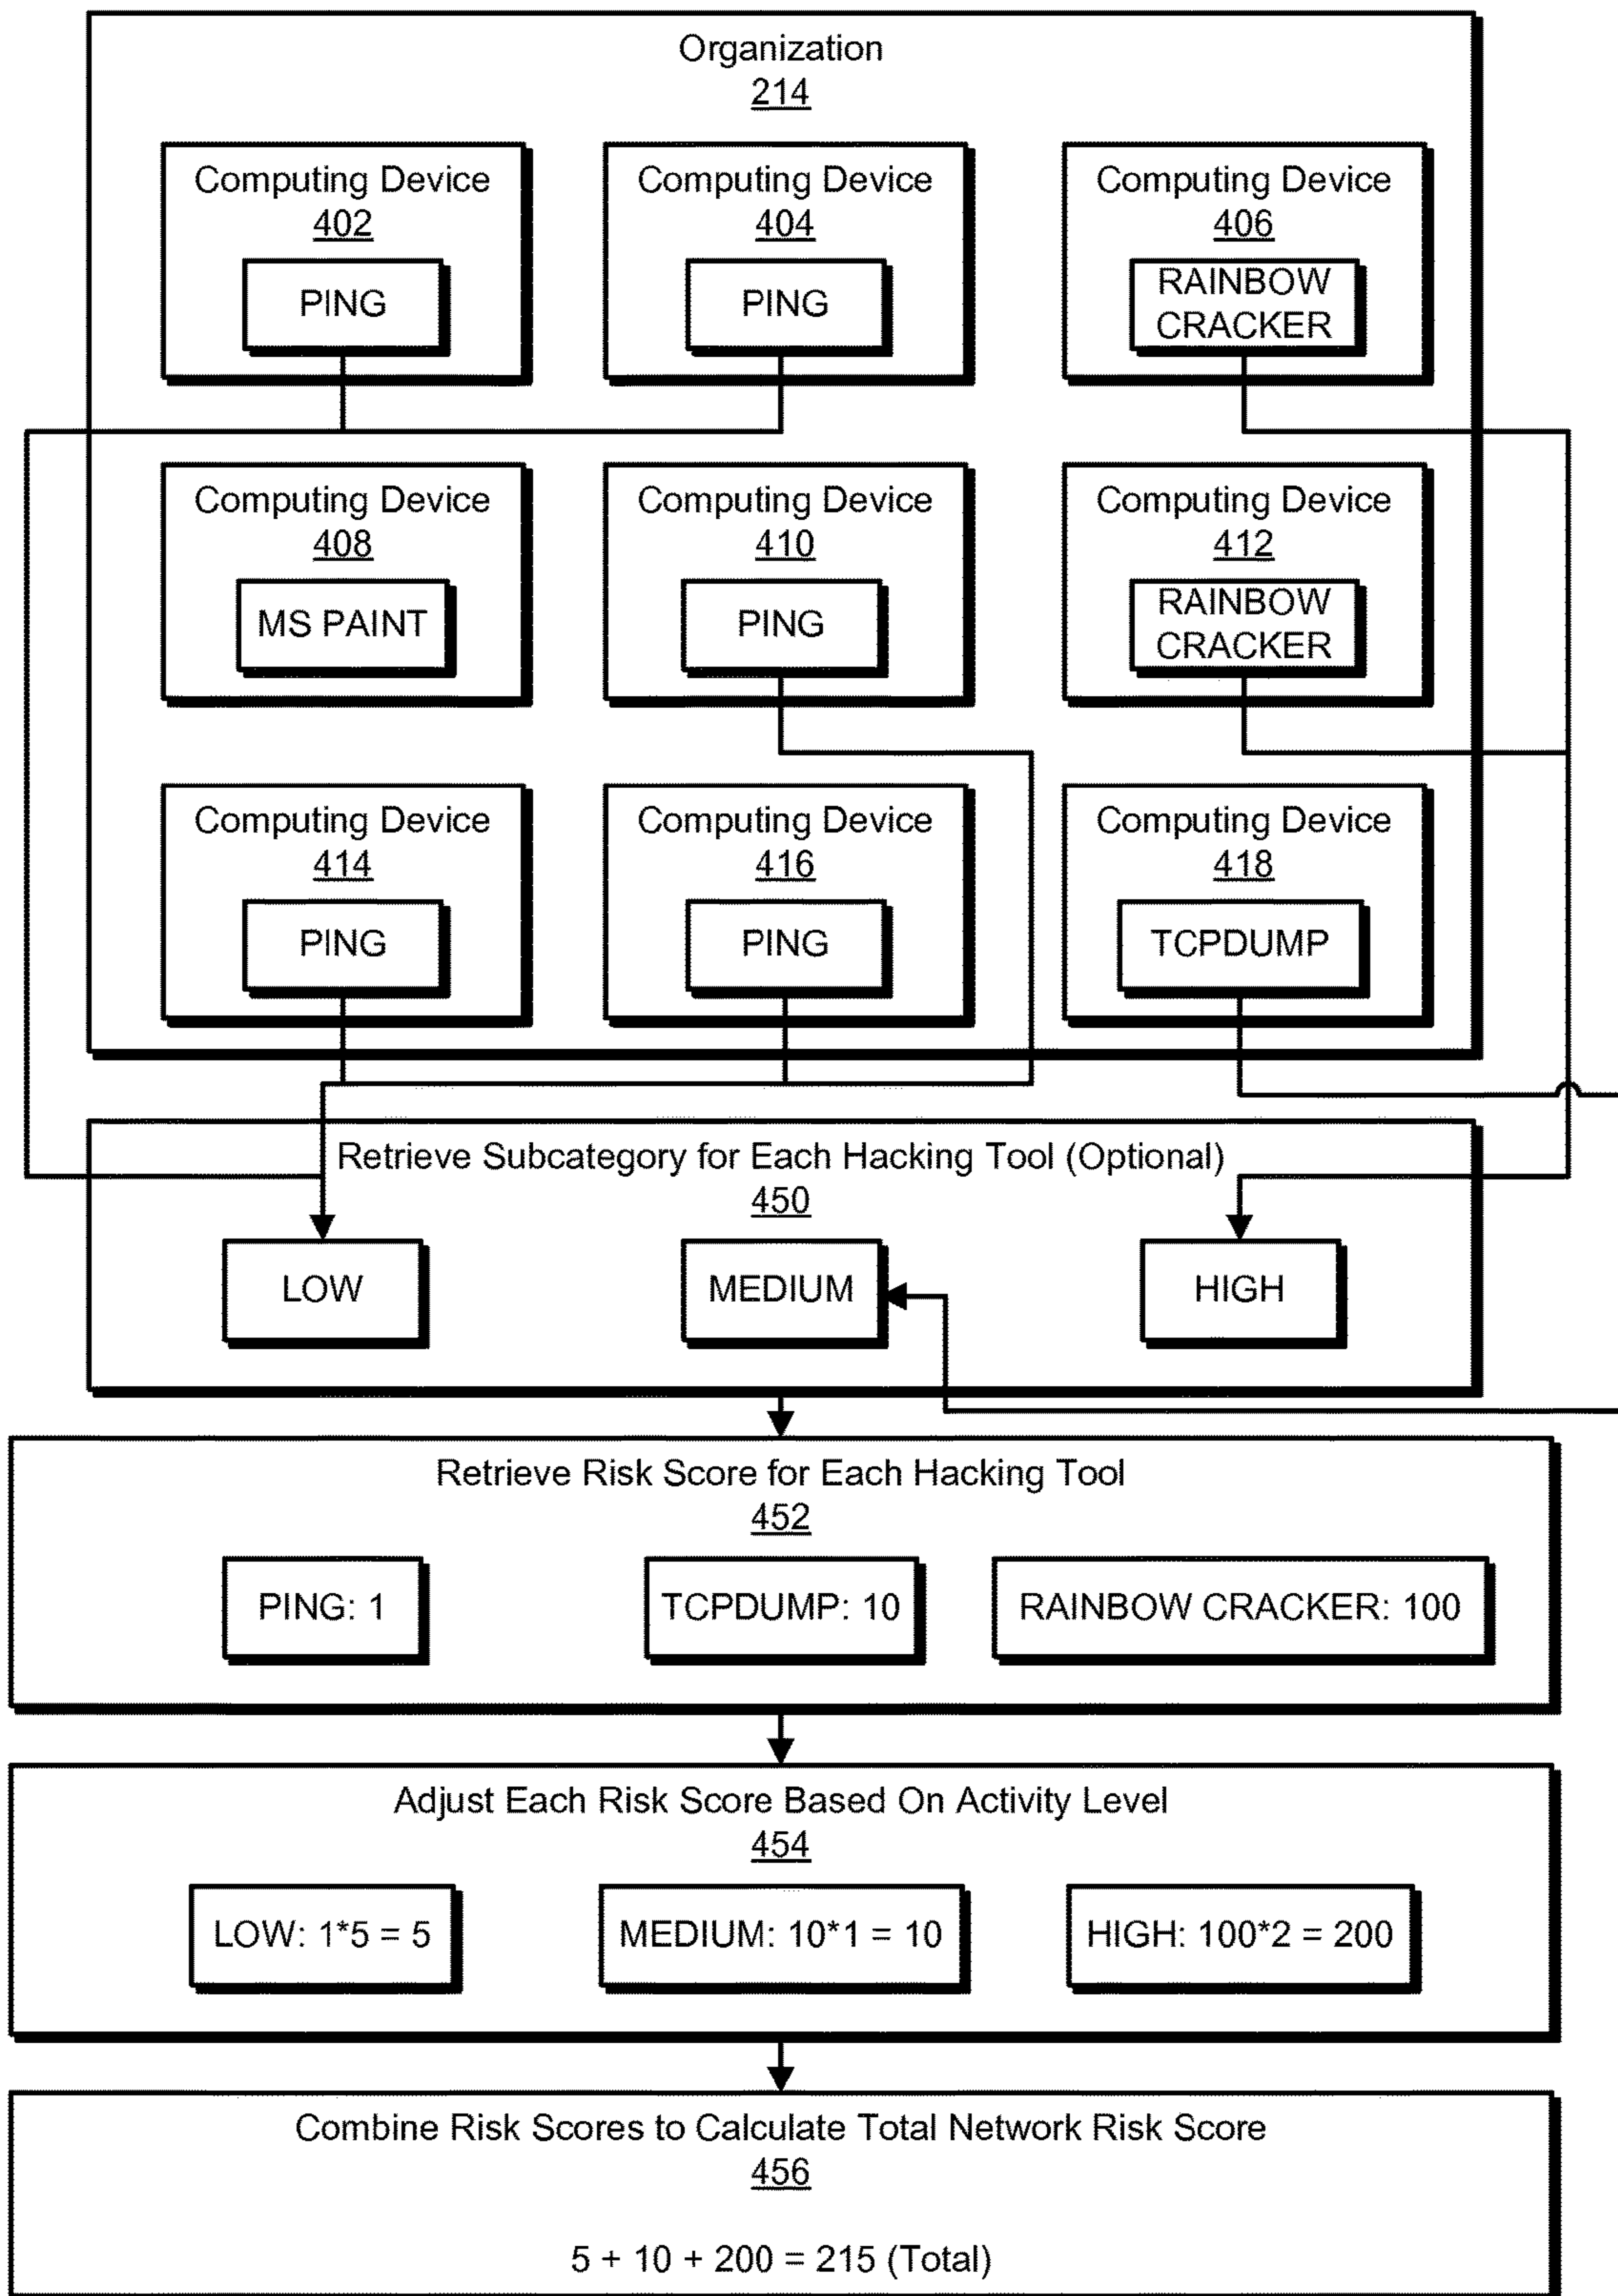 Organization
214
Computing Device
402
PING
Computing Device
404
PING
Computing Device
406
RAINBOW
CRACKER
Computing Device
408
MS PAINT
Computing Device
410
PING
Computing Device
412
RAINBOW
CRACKER
Computing Device
414
PING
Computing Device
416
PING
Computing Device
418
TCPDUMP
Retrieve Subcategory for Each Hacking Tool (Optional)
450
LOW
MEDIUM
HIGH
Retrieve Risk Score for Each Hacking Tool
452
PING: 1
TCPDUMP: 10
RAINBOW CRACKER: 100
Adjust Each Risk Score Based On Activity Level
454
LOW: 1*5 = 5
MEDIUM: 10*1 = 10
HIGH: 100*2 = 200
Combine Risk Scores to Calculate Total Network Risk Score
456
5 + 10 + 200 = 215 (Total)